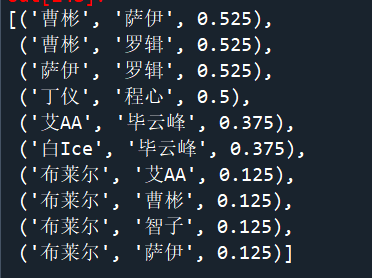 [('曹彬', '萨伊', 0.525),
('曹彬', '罗辑', 0.525),
('萨伊', '罗辑', 0.525),
('丁仪', '程心', 0.5),
('艾AA', '毕云峰', 0.375),
('白Ice', '毕云峰', 0.375),
('布莱尔', '艾AA', 0.125),
('布莱尔', '曹彬', 0.125),
('布莱尔', '智子', 0.125),
('布莱尔', '萨伊', 0.125)]